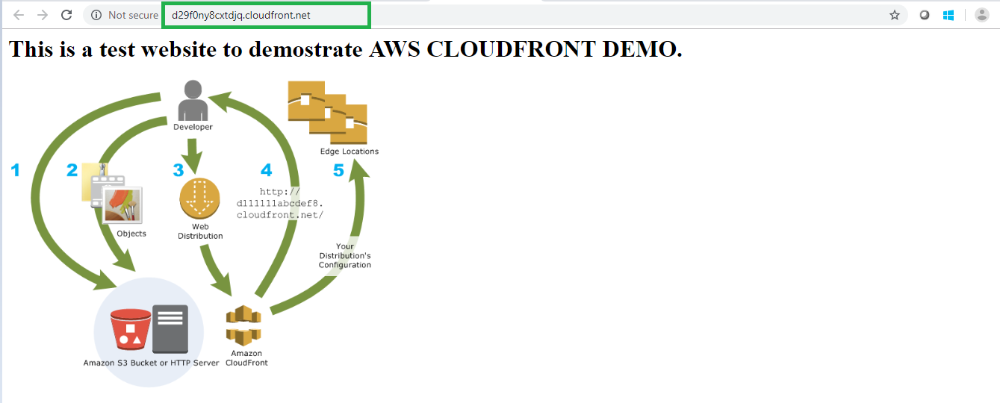 Not secure
d29f0ny8cxtdjq.cloudfront.net
This is a test website to demostrate AWS CLOUDFRONT DEMO.
Developer
Edge Locations
1
2
3
4
5
http://
d111111abcdef8.
cloudfront.net/
Objects
Web
Distribution
Your
Distribution's
Configuration
Amazon S3 Bucket or HTTP Server
Amazon
CloudFront